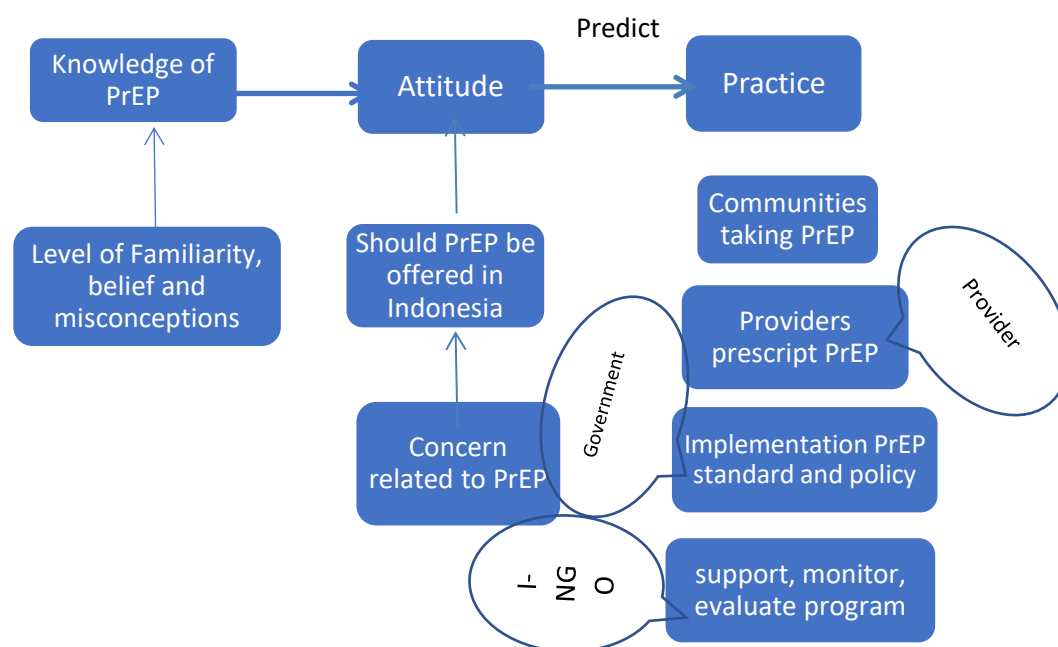 Predict
Knowledge of
PrEP
Attitude
Practice
Level of Familiarity,
belief and
misconceptions
Should PrEP be
offered in
Indonesia
Concern
related to PrEP
Communities
taking PrEP
Providers
prescript PrEP
Provider
Government
Implementation PrEP
standard and policy
I-
NG
O
support, monitor,
evaluate program